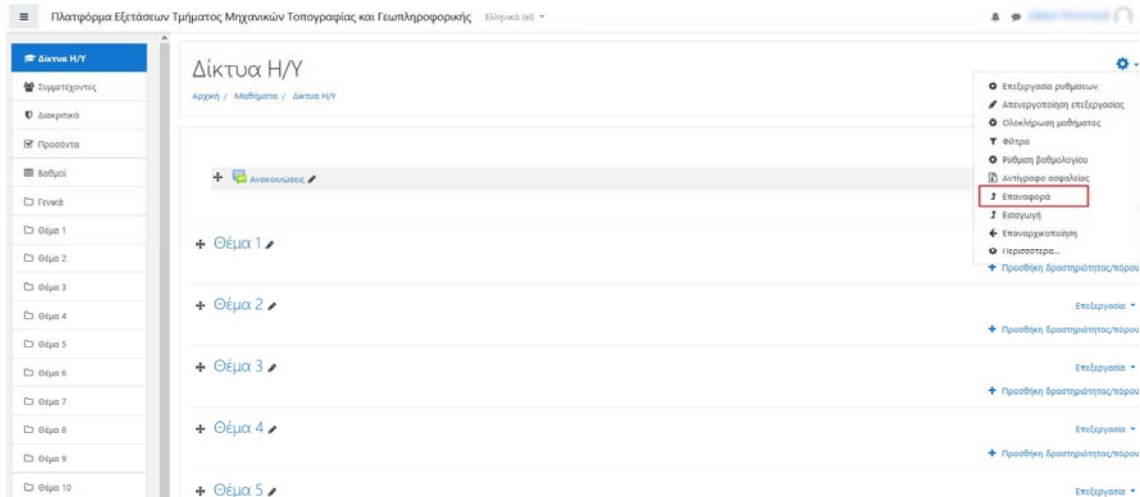 Πλατφόρμα Εξετάσεων Τμήματος Μηχανικών Τοπογραφίας και Γεωπληροφορικής Ελληνικά (el)
Δίκτυα Η/Υ
Συμμετέχοντες
Διακριτικά
Προσόντα
Βαθμοί
Γενικά
Θέμα 1
Θέμα 2
Θέμα 3
Θέμα 4
Θέμα 5
Θέμα 6
Θέμα 7
Θέμα 8
Θέμα 9
Θέμα 10
Δίκτυα Η/Υ
Αρχική / Μαθήματα / Δίκτυα Η/Υ
Επεξεργασία ρυθμίσεων
Απενεργοποίηση επεξεργασίας
Ολοκλήρωση μαθήματος
Φίλτρα
Ρύθμιση βαθμολογίου
Αντίγραφο ασφαλείας
Επαναφορά
Εισαγωγή
Επαναρχικοποίηση
Περισσότερα...
Ανακοινώσεις
Θέμα 1
Προσθήκη δραστηριότητας/πόρου
Θέμα 2
Επεξεργασία
Προσθήκη δραστηριότητας/πόρου
Θέμα 3
Επεξεργασία
Προσθήκη δραστηριότητας/πόρου
Θέμα 4
Επεξεργασία
Προσθήκη δραστηριότητας/πόρου
Θέμα 5
Επεξεργασία